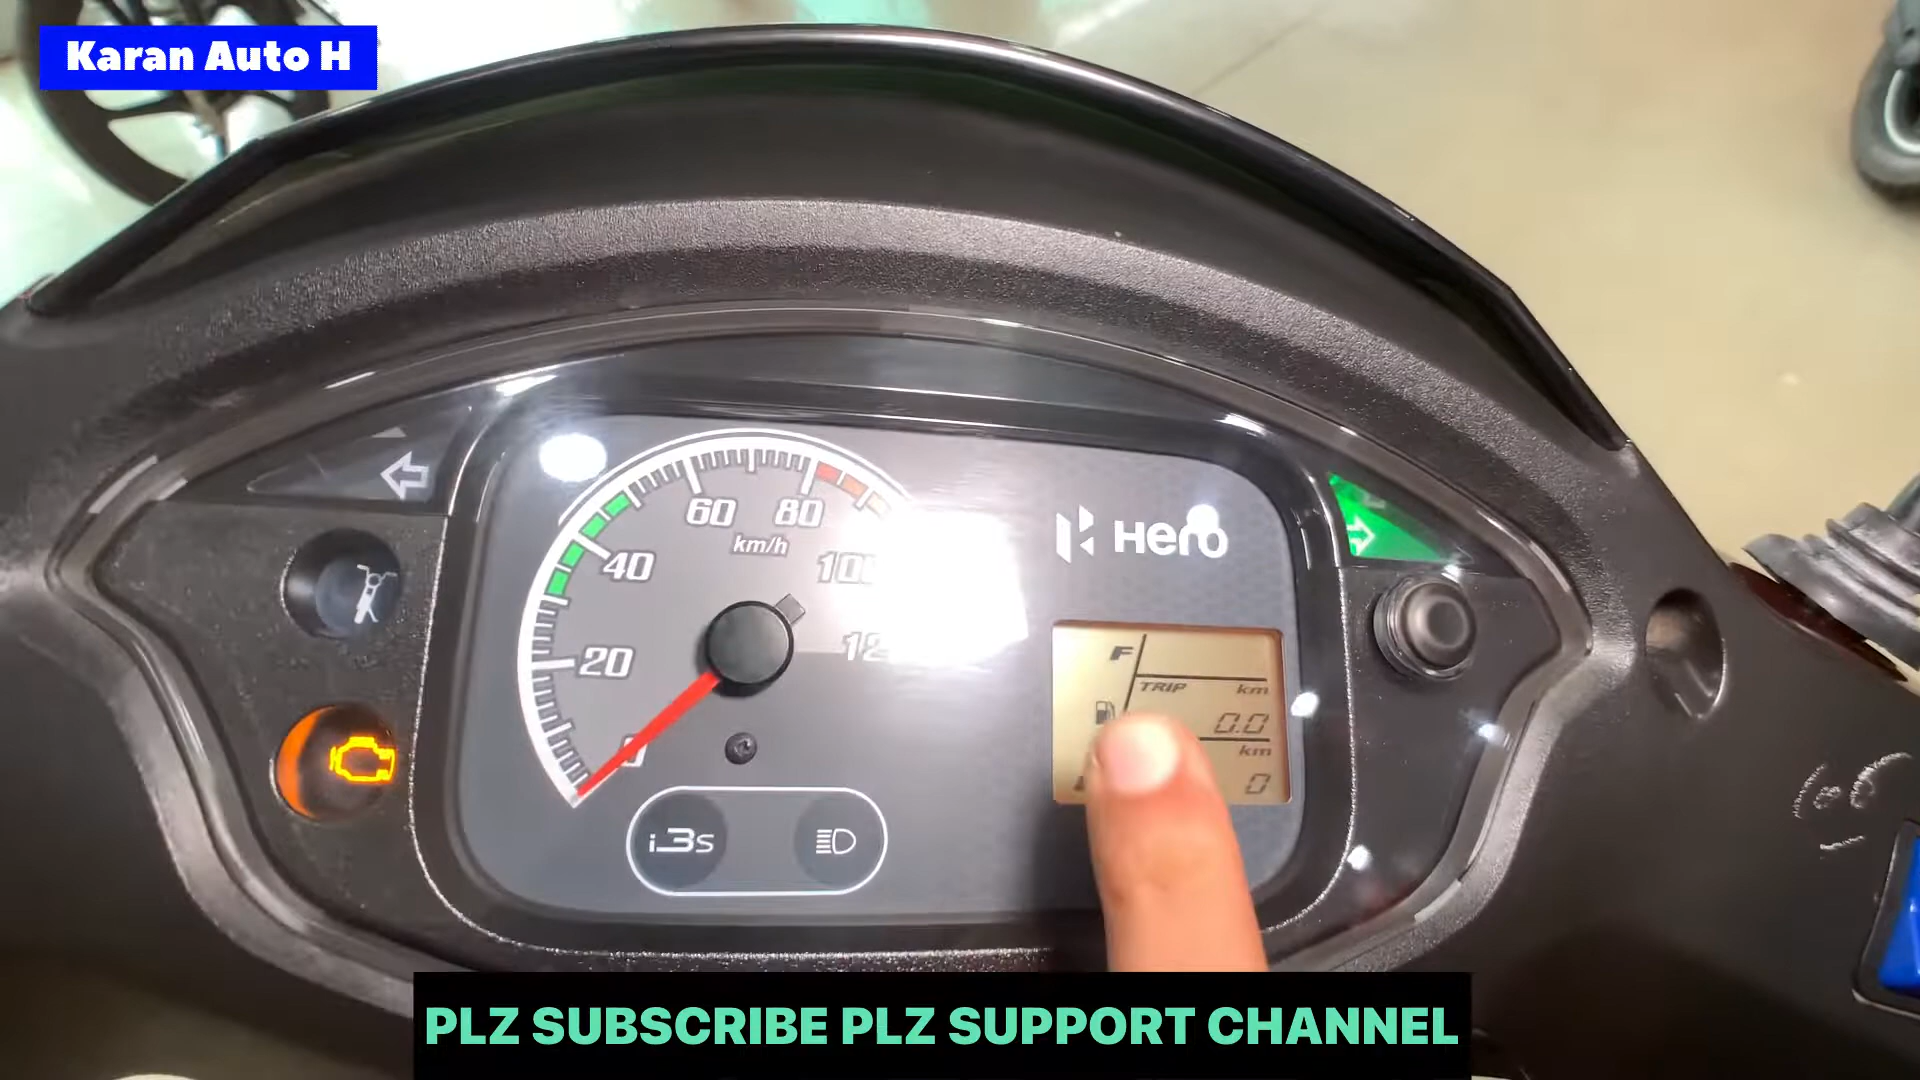 Karan Auto H
60 80
km/h
40 100
20
0
Hero
F
TRIP km
0.0
km
0
i3s
PLZ SUBSCRIBE PLZ SUPPORT CHANNEL